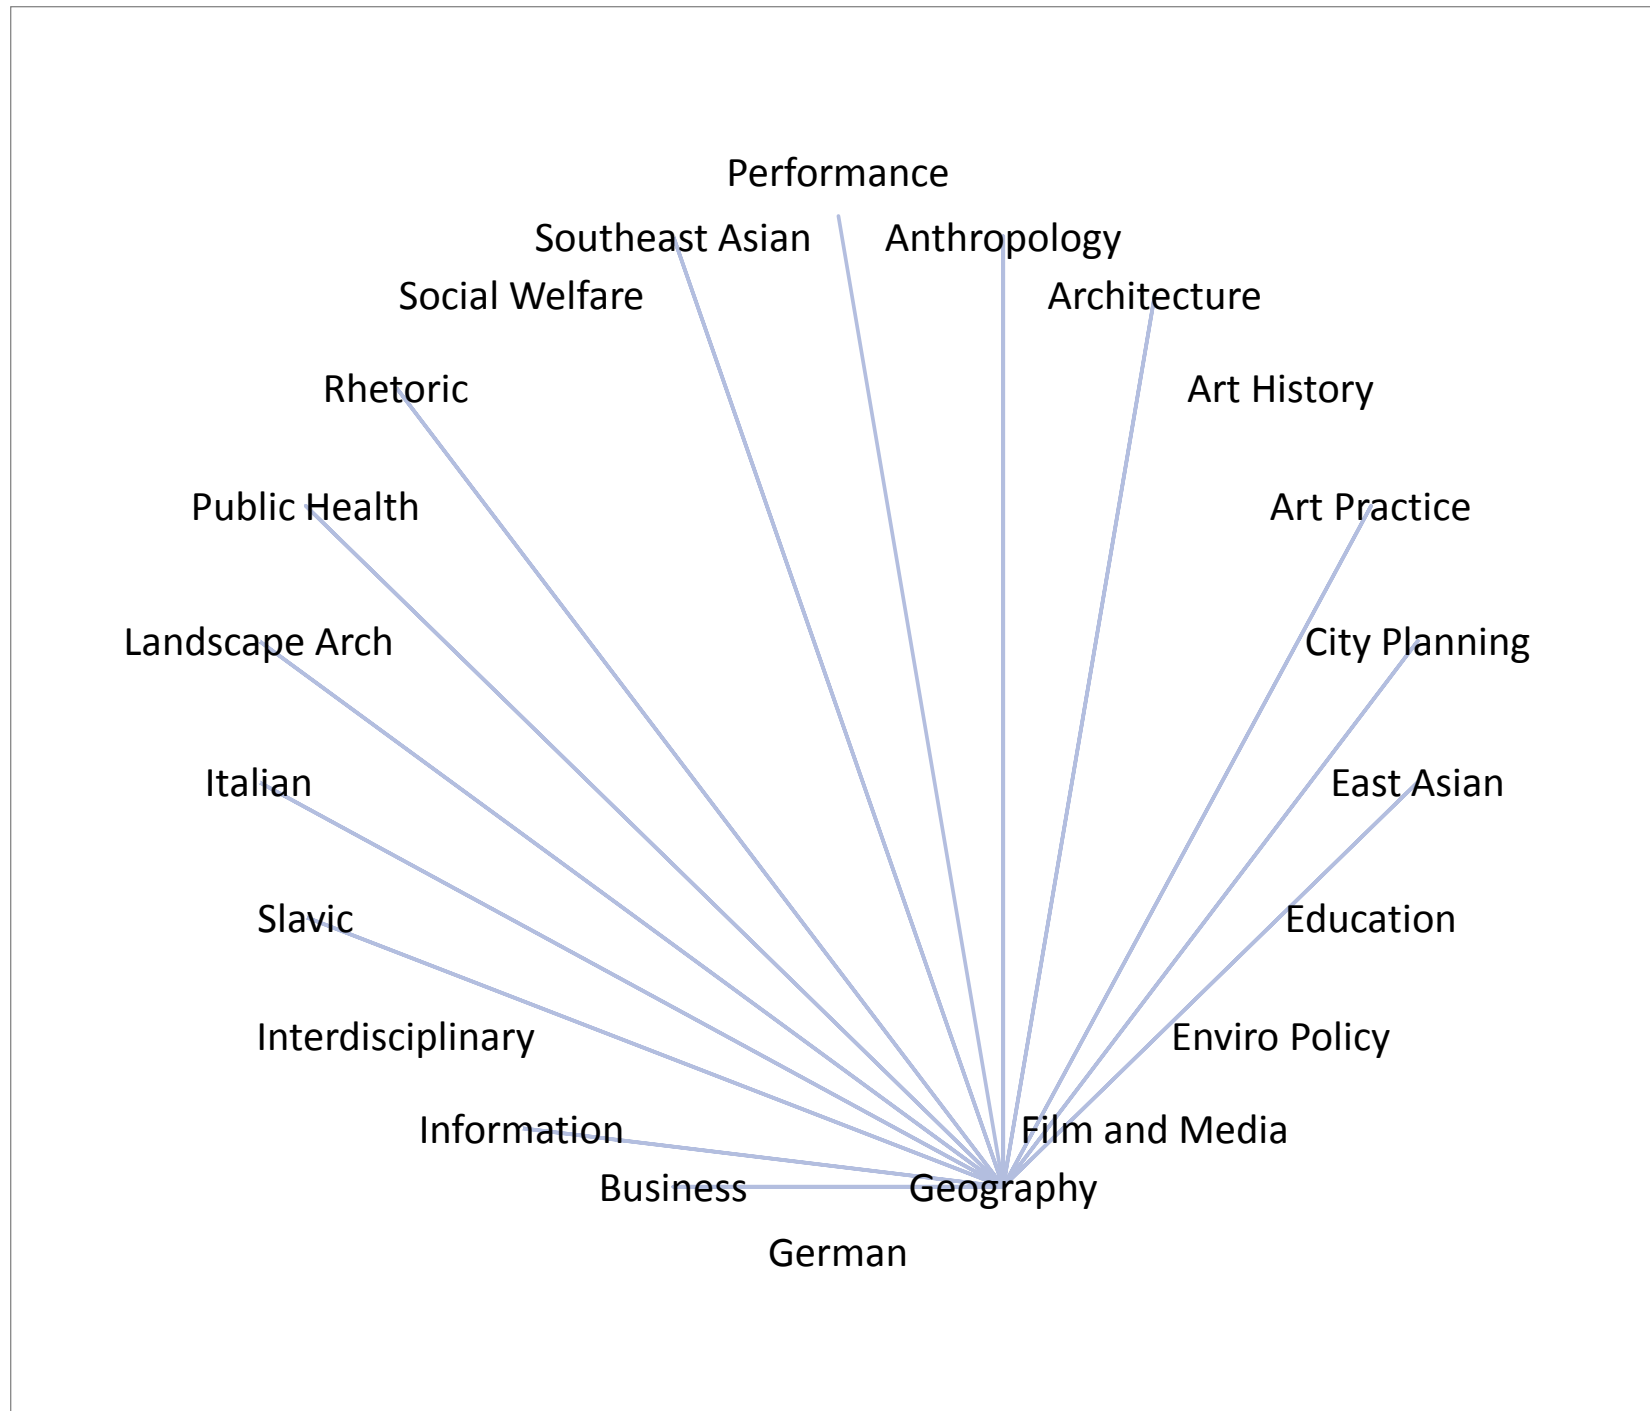 Performance
Southeast Asian
Anthropology
Social Welfare
Architecture
Rhetoric
Art History
Public Health
Art Practice
Landscape Arch
City Planning
Italian
East Asian
Slavic
Education
Interdisciplinary
Enviro Policy
Information
Film and Media
Business
Geography
German